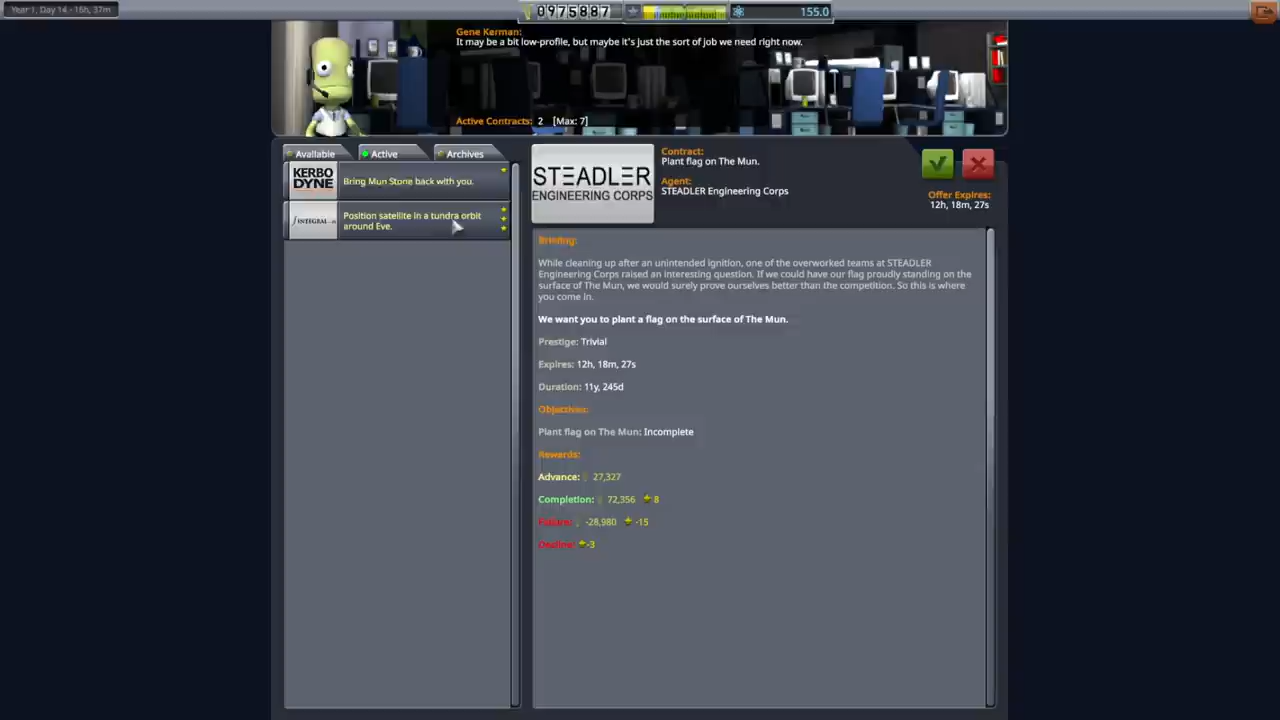 Year 1, Day 14 - 16h, 37m
0975887
155.0
Gene Kerman:
It may be a bit low-profile, but maybe it's just the sort of job we need right now.
Active Contracts: 2 [Max: 7]
Available
Active
Archives
KERBO
DYNE
Bring Mun Stone back with you.
INTEGRAL
Position satellite in a tundra orbit
around Eve.
STEADLER
ENGINEERING CORPS
Contract:
Plant flag on The Mun.
Agent:
STEADLER Engineering Corps
Offer Expires:
12h, 18m, 27s
Briefing:
While cleaning up after an unintended ignition, one of the overworked teams at STEADLER
Engineering Corps raised an interesting question. If we could have our flag proudly standing on the
surface of The Mun, we would surely prove ourselves better than the competition. So this is where
you come in.
We want you to plant a flag on the surface of The Mun.
Prestige: Trivial
Expires: 12h, 18m, 27s
Duration: 11y, 245d
Objectives:
Plant flag on The Mun: Incomplete
Rewards:
Advance: 27,327
Completion: 72,356 8
Failure: -28,980 -15
Decline: -3